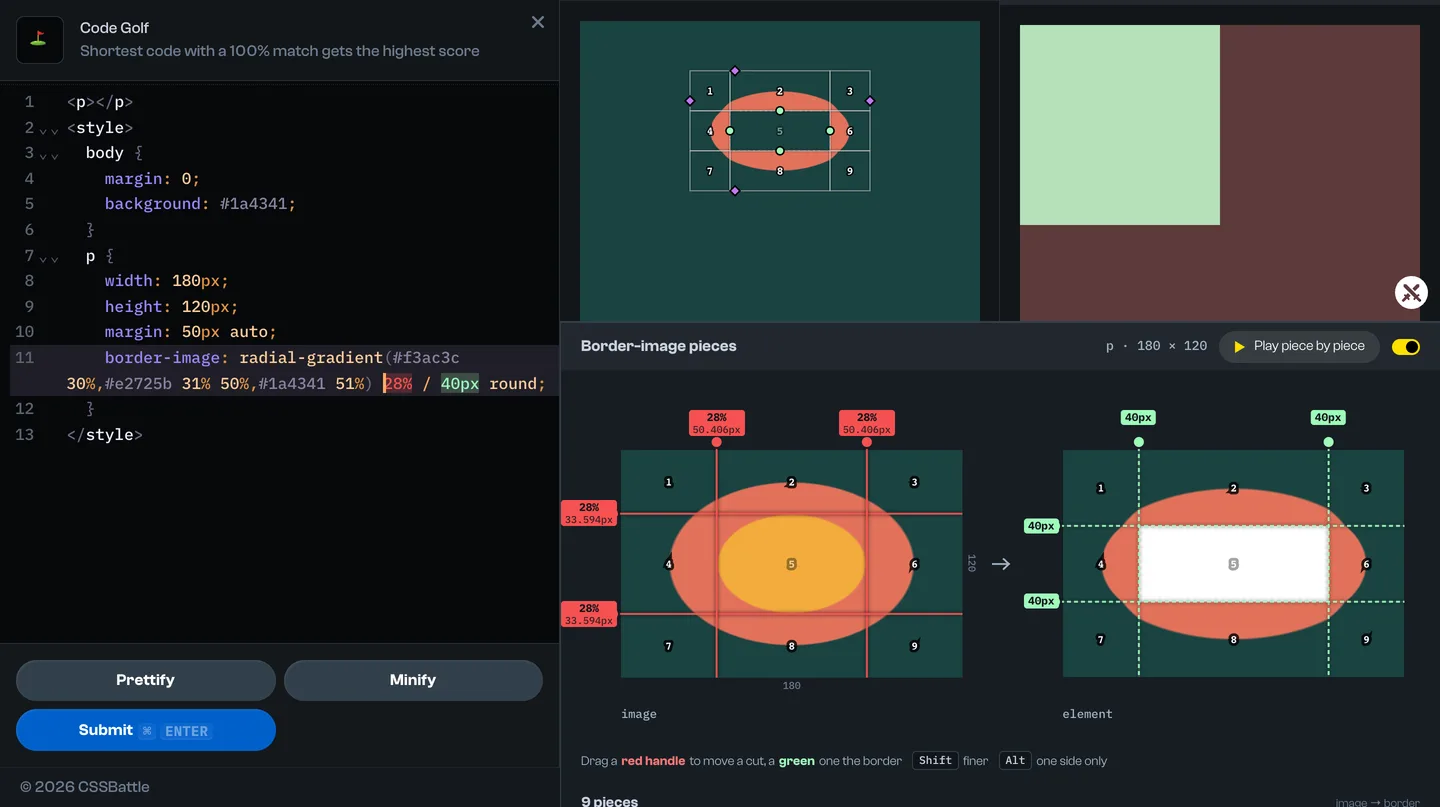 Code Golf
Shortest code with a 100% match gets the highest score
1 <p></p>
2 <style>
3 body {
4 margin: 0;
5 background: #1a4341;
6 }
7 p {
8 width: 180px;
9 height: 120px;
10 margin: 50px auto;
11 border-image: radial-gradient(#f3ac3c
30%,#e2725b 31% 50%,#1a4341 51%) 28% / 40px round;
12 }
13 </style>
Prettify
Minify
Submit ⌘ ENTER
© 2026 CSSBattle
1 2 3
4 5 6
7 8 9
Border-image pieces
p · 180 × 120
Play piece by piece
28%
50.406px
28%
50.406px
28%
33.594px
28%
33.594px
1 2 3
4 5 6
7 8 9
120
180
image
→
40px
40px
40px
40px
1 2 3
4 5 6
7 8 9
element
Drag a red handle to move a cut, a green one the border Shift finer Alt one side only
9 pieces
image → border